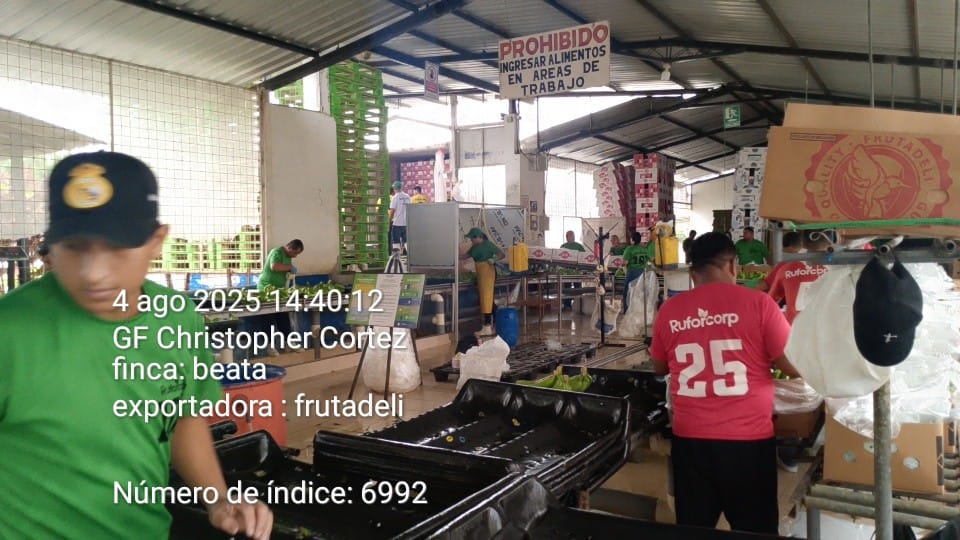 PROHIBIDO
INGRESAR ALIMENTOS
EN AREAS DE
TRABAJO
QUALITY FRUTADELI
Ruforcorp
25
Ruforcorp
4 ago 2025 14:40:12
GF Christopher Cortez
finca: beata
exportadora : frutadeli
Número de índice: 6992